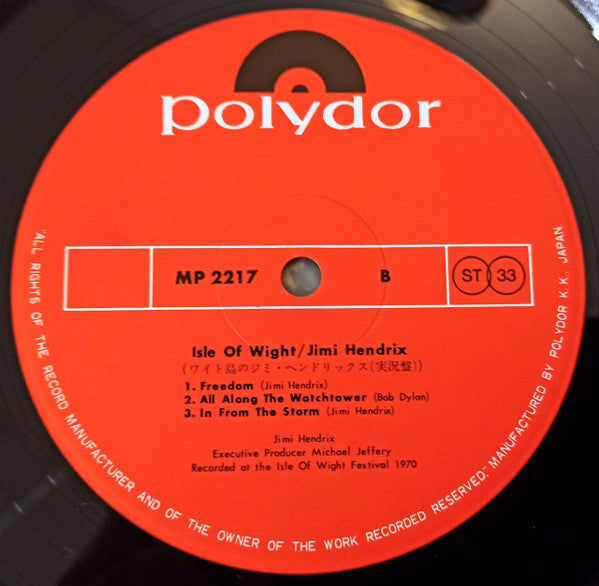 polydor
MP 2217 B ST 33
Isle Of Wight/Jimi Hendrix
(ワイト島のジミ・ヘンドリックス(実況盤))
1. Freedom (Jimi Hendrix)
2. All Along The Watchtower (Bob Dylan)
3. In From The Storm (Jimi Hendrix)
Jimi Hendrix
Executive Producer Michael Jeffery
Recorded at the Isle Of Wight Festival 1970
"ALL RIGHTS OF THE RECORD MANUFACTURER AND OF THE OWNER OF THE WORK RECORDED RESERVED." MANUFACTURED BY POLYDOR K.K., JAPAN